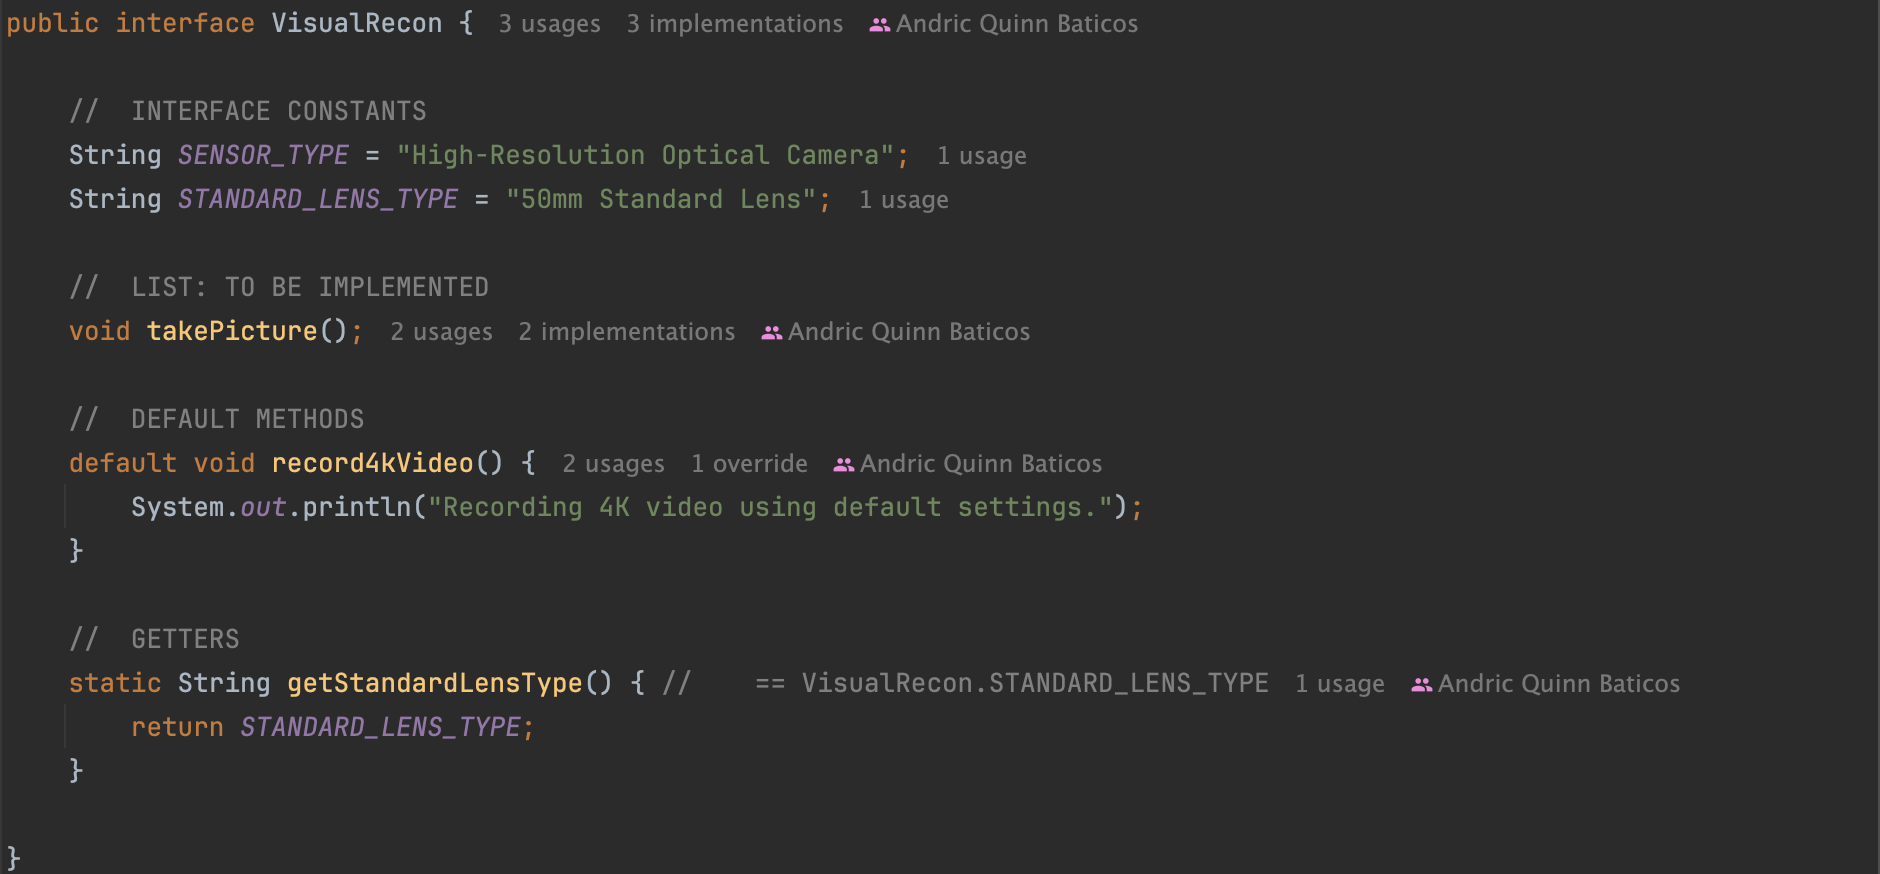 public interface VisualRecon { 3 usages 3 implementations Andric Quinn Baticos
// INTERFACE CONSTANTS
String SENSOR_TYPE = "High-Resolution Optical Camera"; 1 usage
String STANDARD_LENS_TYPE = "50mm Standard Lens"; 1 usage
// LIST: TO BE IMPLEMENTED
void takePicture(); 2 usages 2 implementations Andric Quinn Baticos
// DEFAULT METHODS
default void record4kVideo() { 2 usages 1 override Andric Quinn Baticos
System.out.println("Recording 4K video using default settings.");
}
// GETTERS
static String getStandardLensType() { // == VisualRecon.STANDARD_LENS_TYPE 1 usage Andric Quinn Baticos
return STANDARD_LENS_TYPE;
}
}